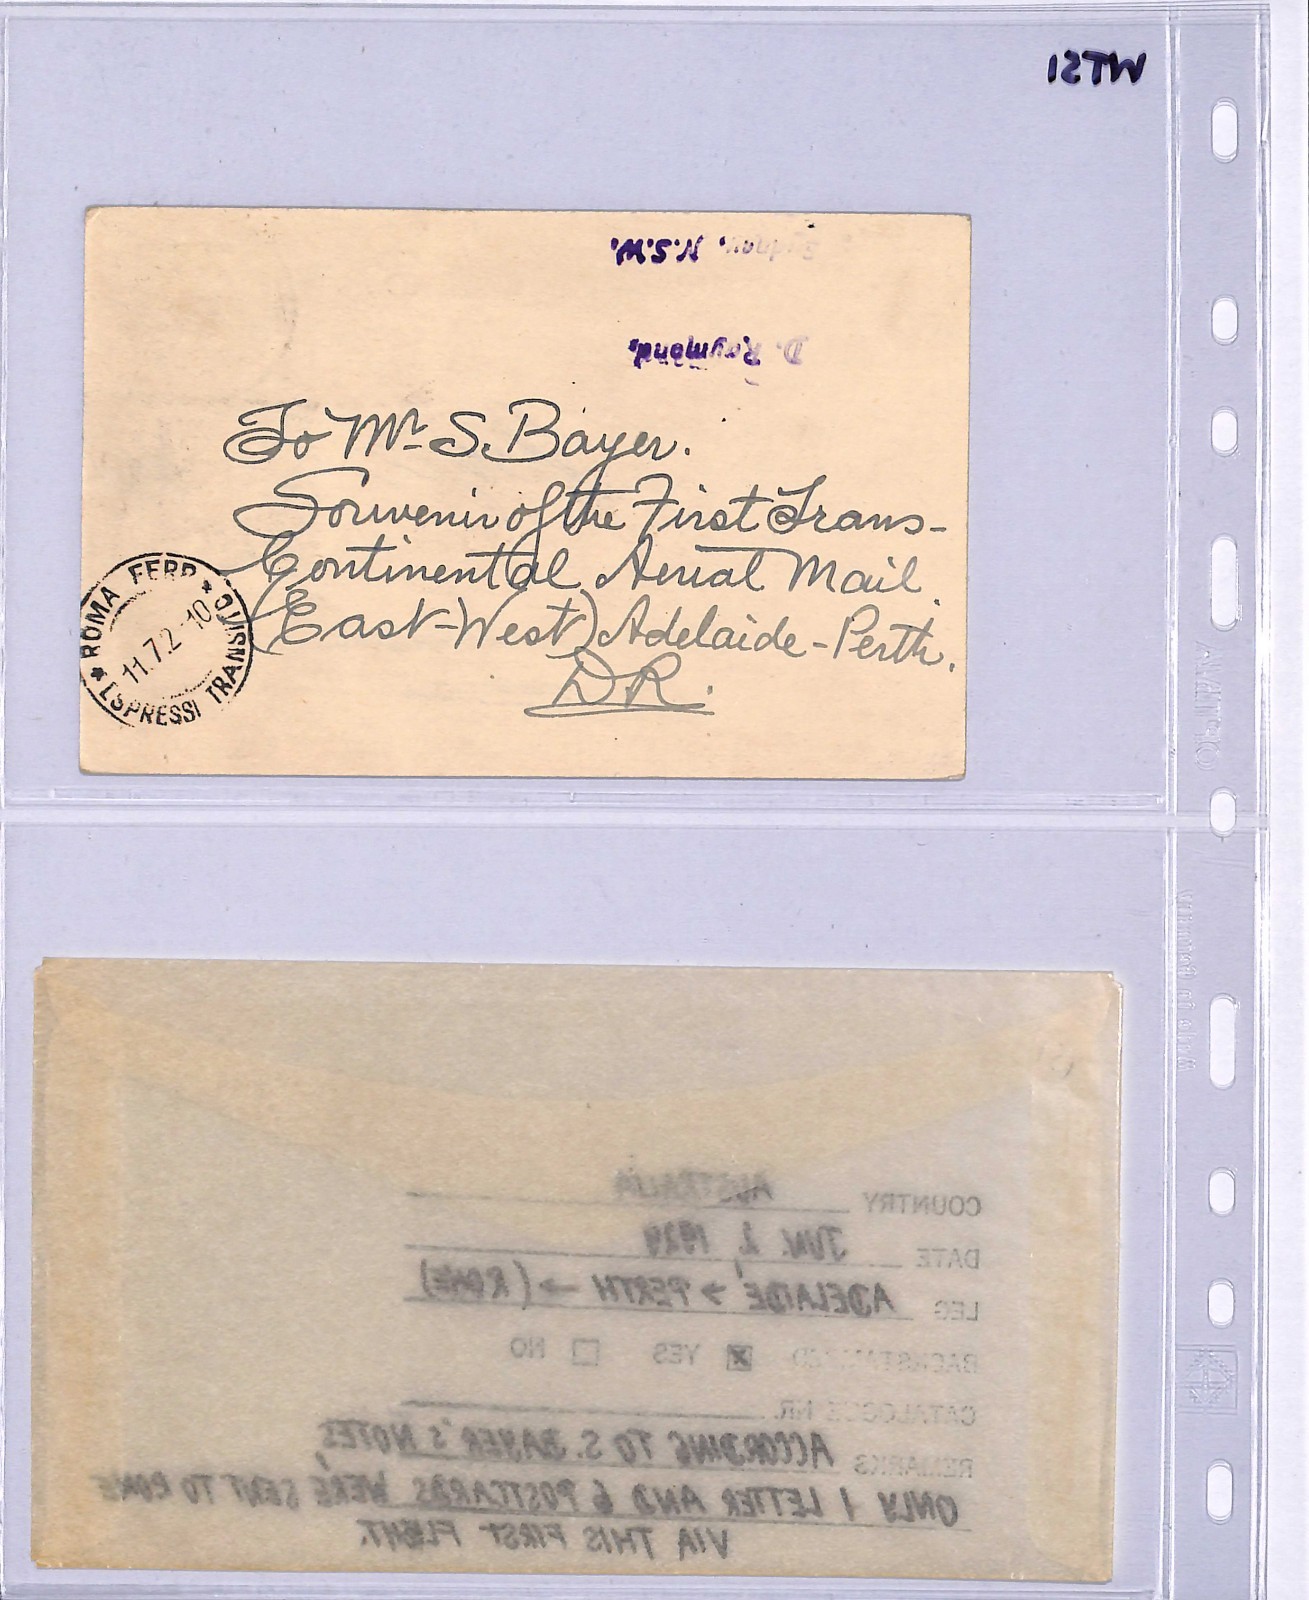 WT51
Sydney, N.S.W.
D. Raymond,
To Mr. S. Bayer.
Souvenir of the First Trans-
Continental Aerial Mail.
(East-West) Adelaide-Perth.
D.R.
* ROMA FERR * OVISTO
11.7.2 -10
ESPRESSI TRANSITO
COUNTRY AUSTRALIA
DATE JUN. 2, 1929
LEG ADELAIDE → PERTH → (ROME)
BACKSTAMPED ☒ YES ☐ NO
CATALOGUE NR.
REMARKS ACCORDING TO S. BAYER'S NOTES,
ONLY 1 LETTER AND 6 POSTCARDS WERE SENT TO ROME
VIA THIS FIRST FLIGHT.